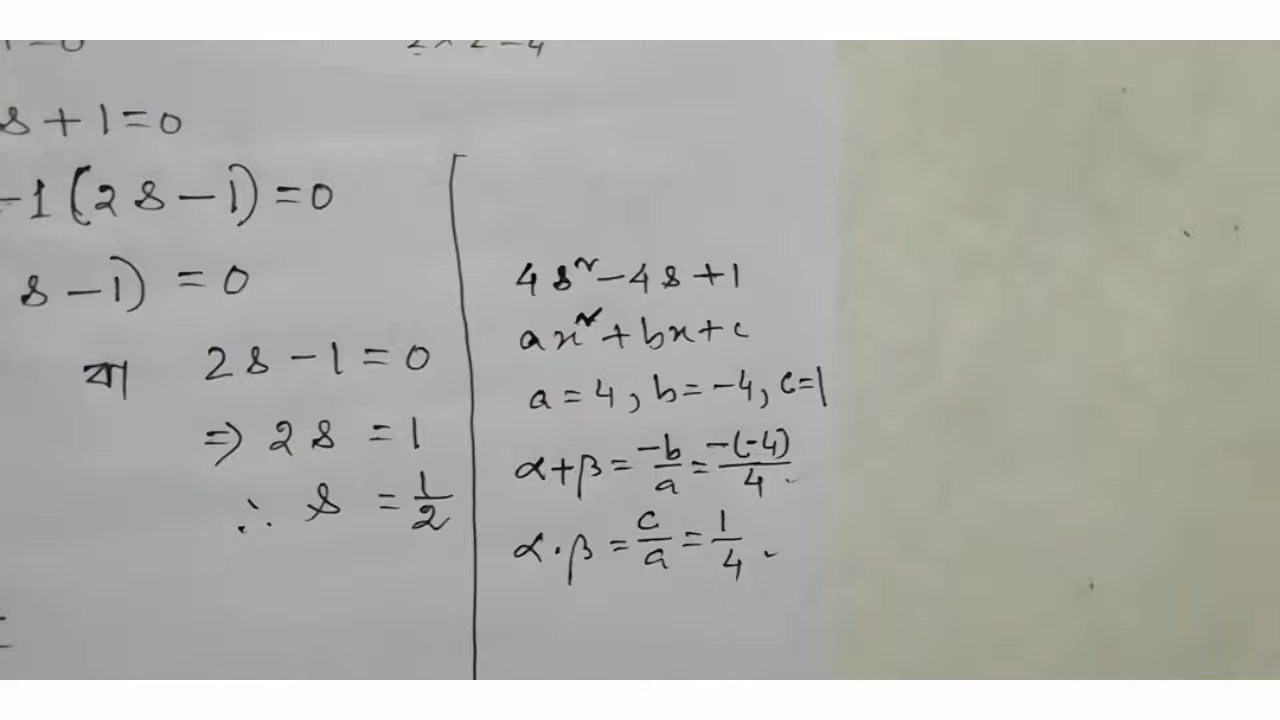 s + 1 = 0
-1 (2s - 1) = 0
s - 1) = 0
বা 2s - 1 = 0
⇒ 2s = 1
∴ s = 1/2
4s² - 4s + 1
ax² + bx + c
a = 4, b = -4, c = 1
α + β = -b/a = -(-4)/4
α · β = c/a = 1/4